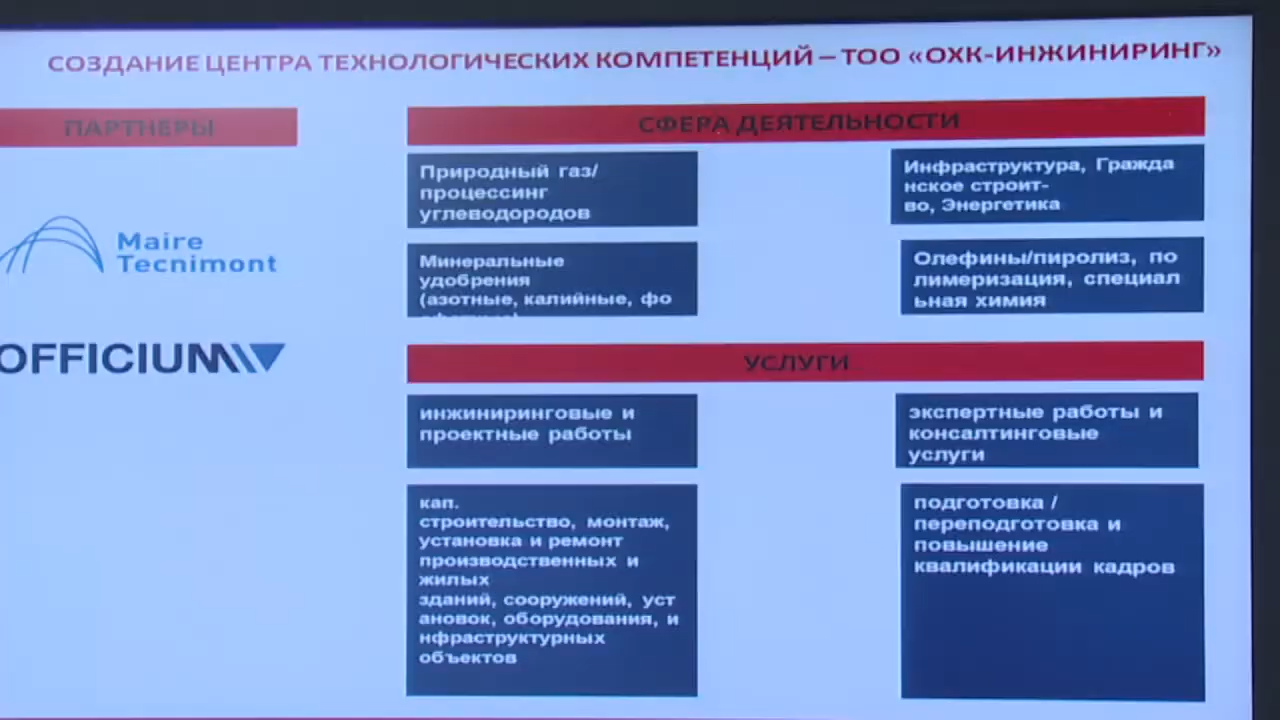 СОЗДАНИЕ ЦЕНТРА ТЕХНОЛОГИЧЕСКИХ КОМПЕТЕНЦИЙ – ТОО «ОХК-ИНЖИНИРИНГ»
ПАРТНЕРЫ
Maire
Tecnimont
OFFICIUM
СФЕРА ДЕЯТЕЛЬНОСТИ
Природный газ/
процессинг
углеводородов
Инфраструктура, Гражда
нское строит-
во, Энергетика
Минеральные
удобрения
(азотные, калийные, фо
Олефины/пиролиз, по
лимеризация, специал
ьная химия
УСЛУГИ
инжиниринговые и
проектные работы
экспертные работы и
консалтинговые
услуги
кап.
строительство, монтаж,
установка и ремонт
производственных и
жилых
зданий, сооружений, уст
ановок, оборудования, и
нфраструктурных
объектов
подготовка /
переподготовка и
повышение
квалификации кадров